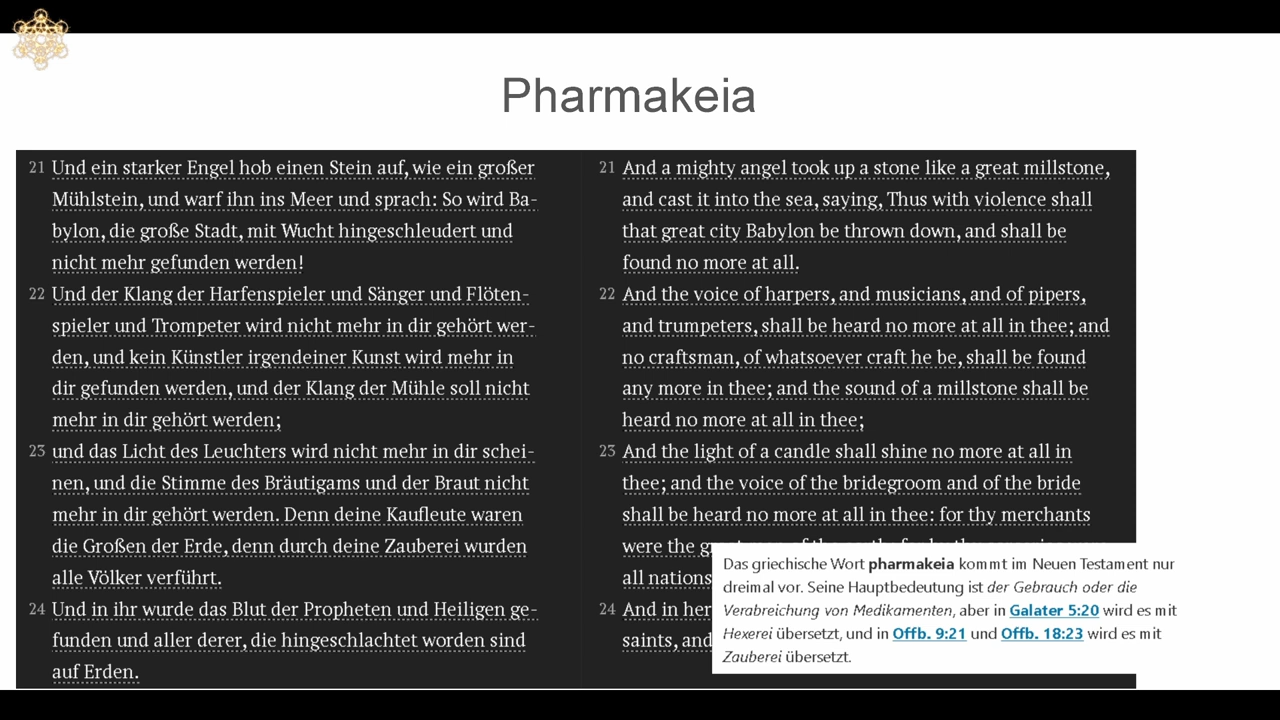 Pharmakeia
21 Und ein starker Engel hob einen Stein auf, wie ein großer
Mühlstein, und warf ihn ins Meer und sprach: So wird Ba-
bylon, die große Stadt, mit Wucht hingeschleudert und
nicht mehr gefunden werden!
22 Und der Klang der Harfenspieler und Sänger und Flöten-
spieler und Trompeter wird nicht mehr in dir gehört wer-
den, und kein Künstler irgendeiner Kunst wird mehr in
dir gefunden werden, und der Klang der Mühle soll nicht
mehr in dir gehört werden;
23 und das Licht des Leuchters wird nicht mehr in dir schei-
nen, und die Stimme des Bräutigams und der Braut nicht
mehr in dir gehört werden. Denn deine Kaufleute waren
die Großen der Erde, denn durch deine Zauberei wurden
alle Völker verführt.
24 Und in ihr wurde das Blut der Propheten und Heiligen ge-
funden und aller derer, die hingeschlachtet worden sind
auf Erden.
21 And a mighty angel took up a stone like a great millstone,
and cast it into the sea, saying, Thus with violence shall
that great city Babylon be thrown down, and shall be
found no more at all.
22 And the voice of harpers, and musicians, and of pipers,
and trumpeters, shall be heard no more at all in thee; and
no craftsman, of whatsoever craft he be, shall be found
any more in thee; and the sound of a millstone shall be
heard no more at all in thee;
23 And the light of a candle shall shine no more at all in
thee; and the voice of the bridegroom and of the bride
shall be heard no more at all in thee: for thy merchants
were the
all nations
24 And in her
saints, and
Das griechische Wort pharmakeia kommt im Neuen Testament nur
dreimal vor. Seine Hauptbedeutung ist der Gebrauch oder die
Verabreichung von Medikamenten, aber in Galater 5:20 wird es mit
Hexerei übersetzt, und in Offb. 9:21 und Offb. 18:23 wird es mit
Zauberei übersetzt.